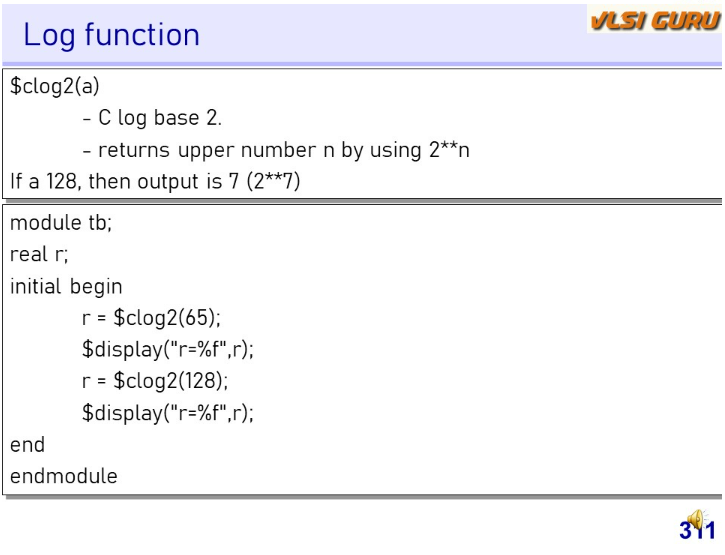 Log function
VLSI GURU
$clog2(a)
- C log base 2.
- returns upper number n by using 2**n
If a 128, then output is 7 (2**7)
module tb;
real r;
initial begin
r = $clog2(65);
$display("r=%f",r);
r = $clog2(128);
$display("r=%f",r);
end
endmodule
311